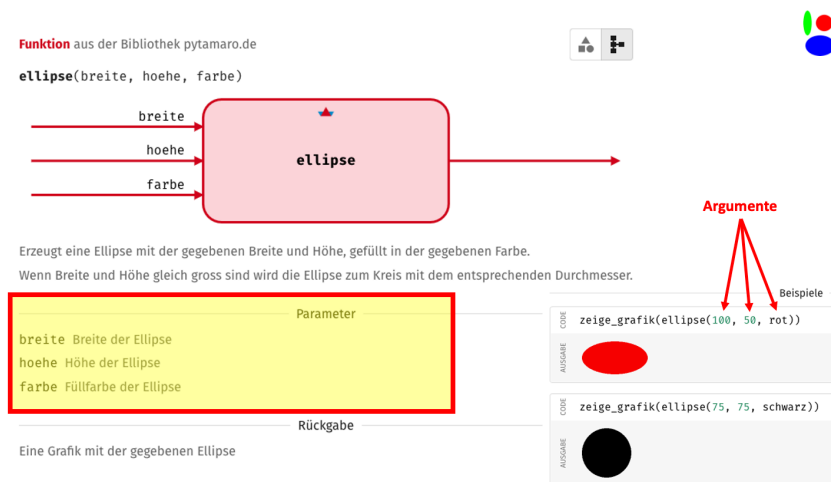 Funktion aus der Bibliothek pytamaro.de
ellipse(breite, hoehe, farbe)
breite
hoehe
farbe
ellipse
Erzeugt eine Ellipse mit der gegebenen Breite und Höhe, gefüllt in der gegebenen Farbe.
Wenn Breite und Höhe gleich gross sind wird die Ellipse zum Kreis mit dem entsprechenden Durchmesser.
Parameter
breite Breite der Ellipse
hoehe Höhe der Ellipse
farbe Füllfarbe der Ellipse
Rückgabe
Eine Grafik mit der gegebenen Ellipse
Argumente
Beispiele
CODE
zeige_grafik(ellipse(100, 50, rot))
AUSGABE
CODE
zeige_grafik(ellipse(75, 75, schwarz))
AUSGABE